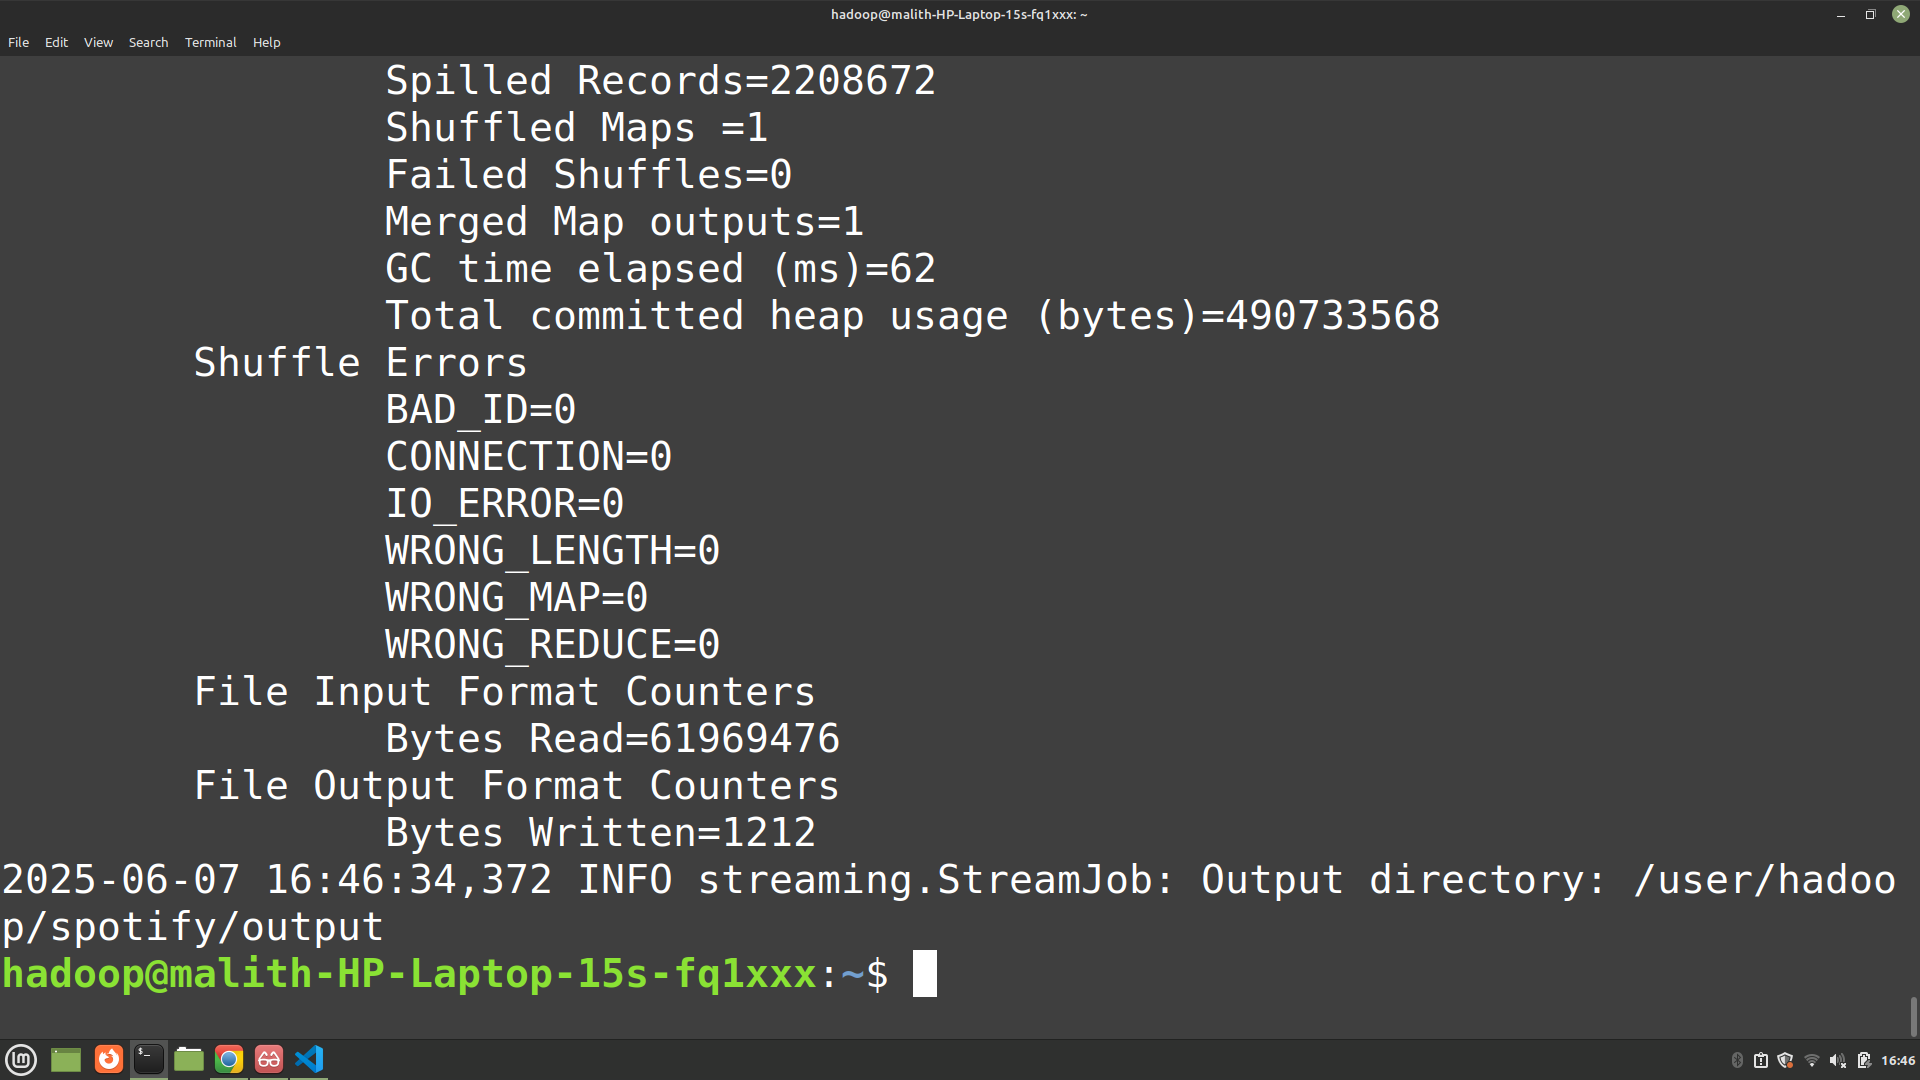 hadoop@malith-HP-Laptop-15s-fq1xxx: ~
File Edit View Search Terminal Help
Spilled Records=2208672
Shuffled Maps =1
Failed Shuffles=0
Merged Map outputs=1
GC time elapsed (ms)=62
Total committed heap usage (bytes)=490733568
Shuffle Errors
BAD_ID=0
CONNECTION=0
IO_ERROR=0
WRONG_LENGTH=0
WRONG_MAP=0
WRONG_REDUCE=0
File Input Format Counters
Bytes Read=61969476
File Output Format Counters
Bytes Written=1212
2025-06-07 16:46:34,372 INFO streaming.StreamJob: Output directory: /user/hadoo
p/spotify/output
hadoop@malith-HP-Laptop-15s-fq1xxx:~$
16:46